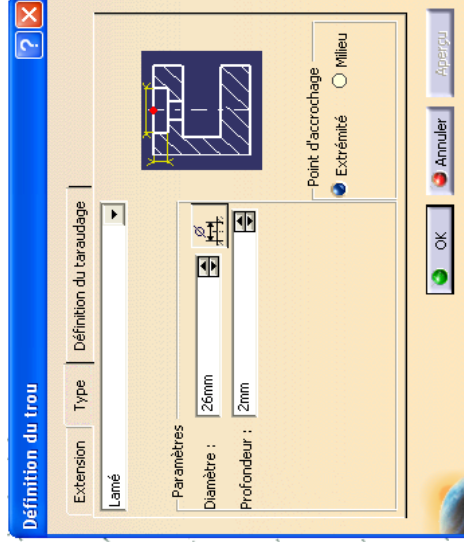 Définition du trou
Extension Type Définition du taraudage
Lamé
Paramètres
Diamètre : 26mm
Profondeur : 2mm
Point d'accrochage
Extrémité Milieu
OK Annuler Aperçu